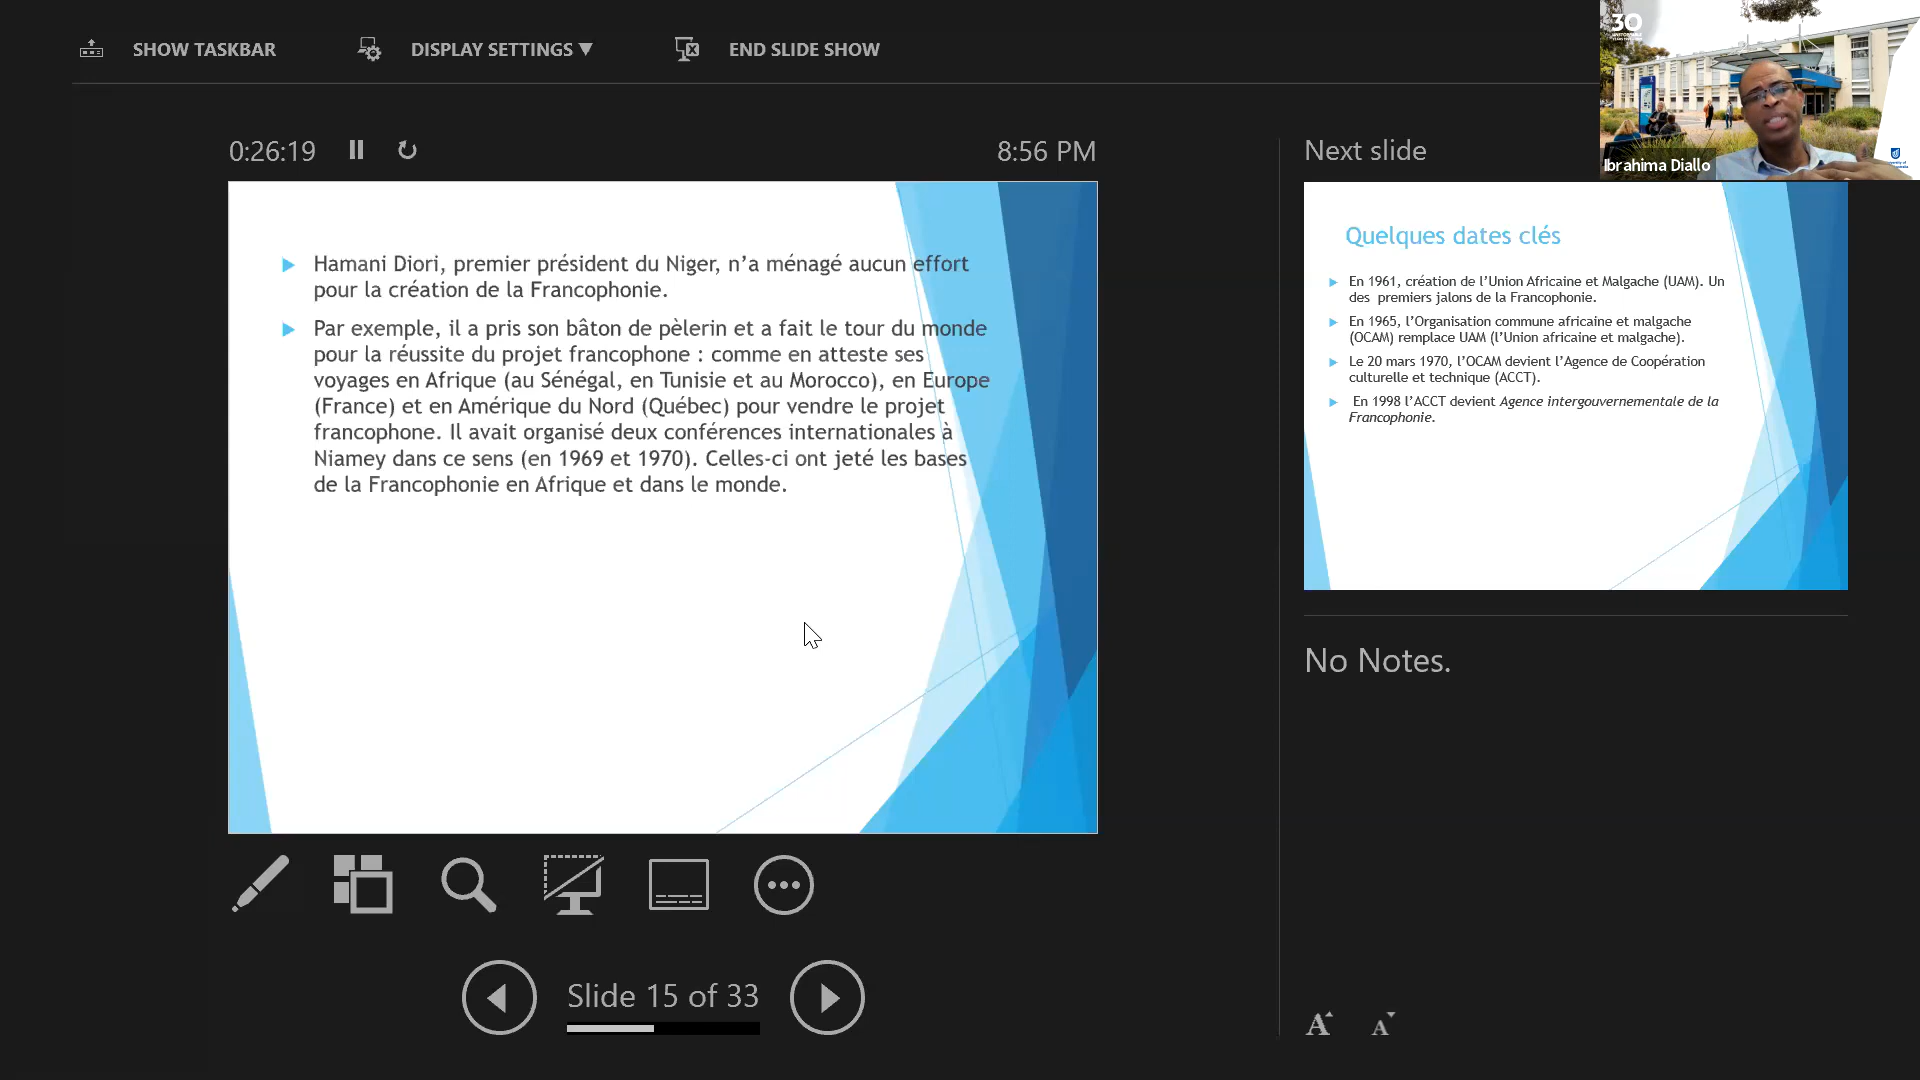 SHOW TASKBAR
DISPLAY SETTINGS ▼
END SLIDE SHOW
30
Ibrahima Diallo
0:26:19
8:56 PM
Next slide
Hamani Diori, premier président du Niger, n’a ménagé aucun effort
pour la création de la Francophonie.
Par exemple, il a pris son bâton de pèlerin et a fait le tour du monde
pour la réussite du projet francophone : comme en atteste ses
voyages en Afrique (au Sénégal, en Tunisie et au Morocco), en Europe
(France) et en Amérique du Nord (Québec) pour vendre le projet
francophone. Il avait organisé deux conférences internationales à
Niamey dans ce sens (en 1969 et 1970). Celles-ci ont jeté les bases
de la Francophonie en Afrique et dans le monde.
Quelques dates clés
En 1961, création de l’Union Africaine et Malgache (UAM). Un
des premiers jalons de la Francophonie.
En 1965, l’Organisation commune africaine et malgache
(OCAM) remplace UAM (l’Union africaine et malgache).
Le 20 mars 1970, l’OCAM devient l’Agence de Coopération
culturelle et technique (ACCT).
En 1998 l’ACCT devient Agence intergouvernementale de la
Francophonie.
No Notes.
Slide 15 of 33
A A